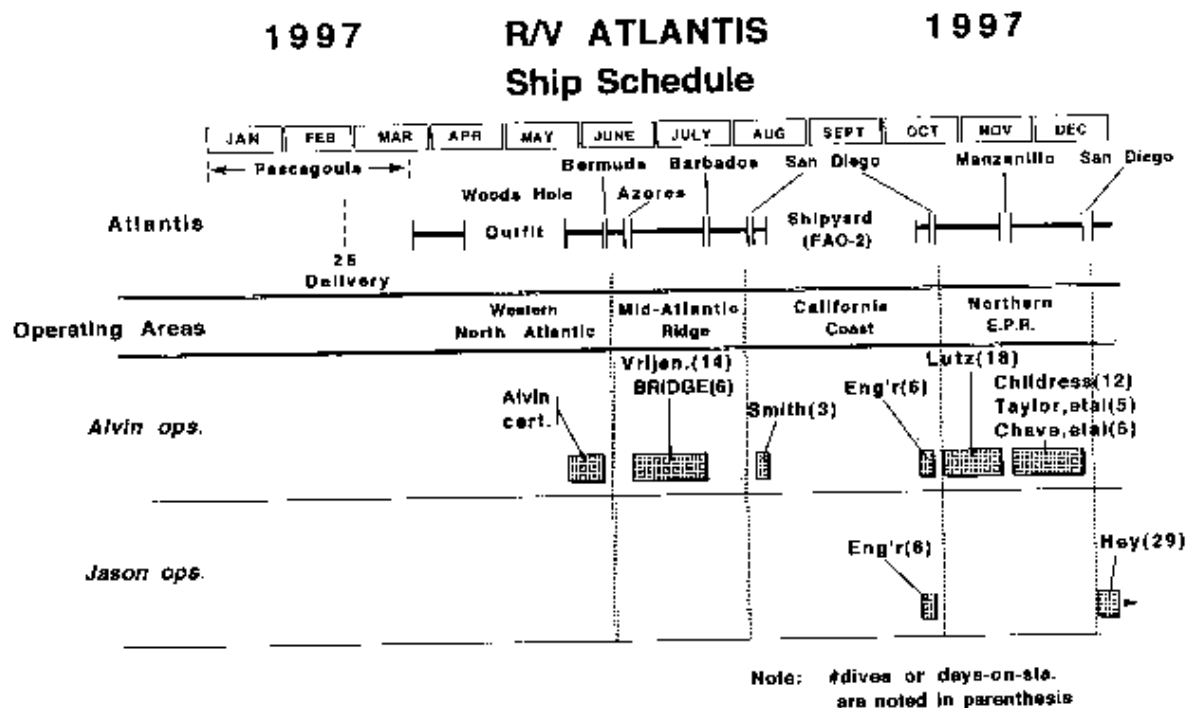 1997 R/V ATLANTIS 1997
Ship Schedule
JAN FEB MAR APR MAY JUNE JULY AUG SEPT OCT NOV DEC
Pascagoula Bermuda Barbados San Diego Manzanillo San Diego
Woods Hole Azores
Atlantis Outfit Shipyard
(FAO-2)
25
Delivery
Operating Areas
Western
North Atlantic
Mid-Atlantic
Ridge
California
Coast
Northern
E.P.R.
Alvin ops.
Alvin
cert.
Vrijen.(14)
BRIDGE(6)
Smith(3)
Eng'r(6)
Lutz(18)
Childress(12)
Taylor,etal(5)
Chave,etal(6)
Jason ops.
Eng'r(6)
Hey(29)
Note: #dives or days-on-sta.
are noted in parenthesis